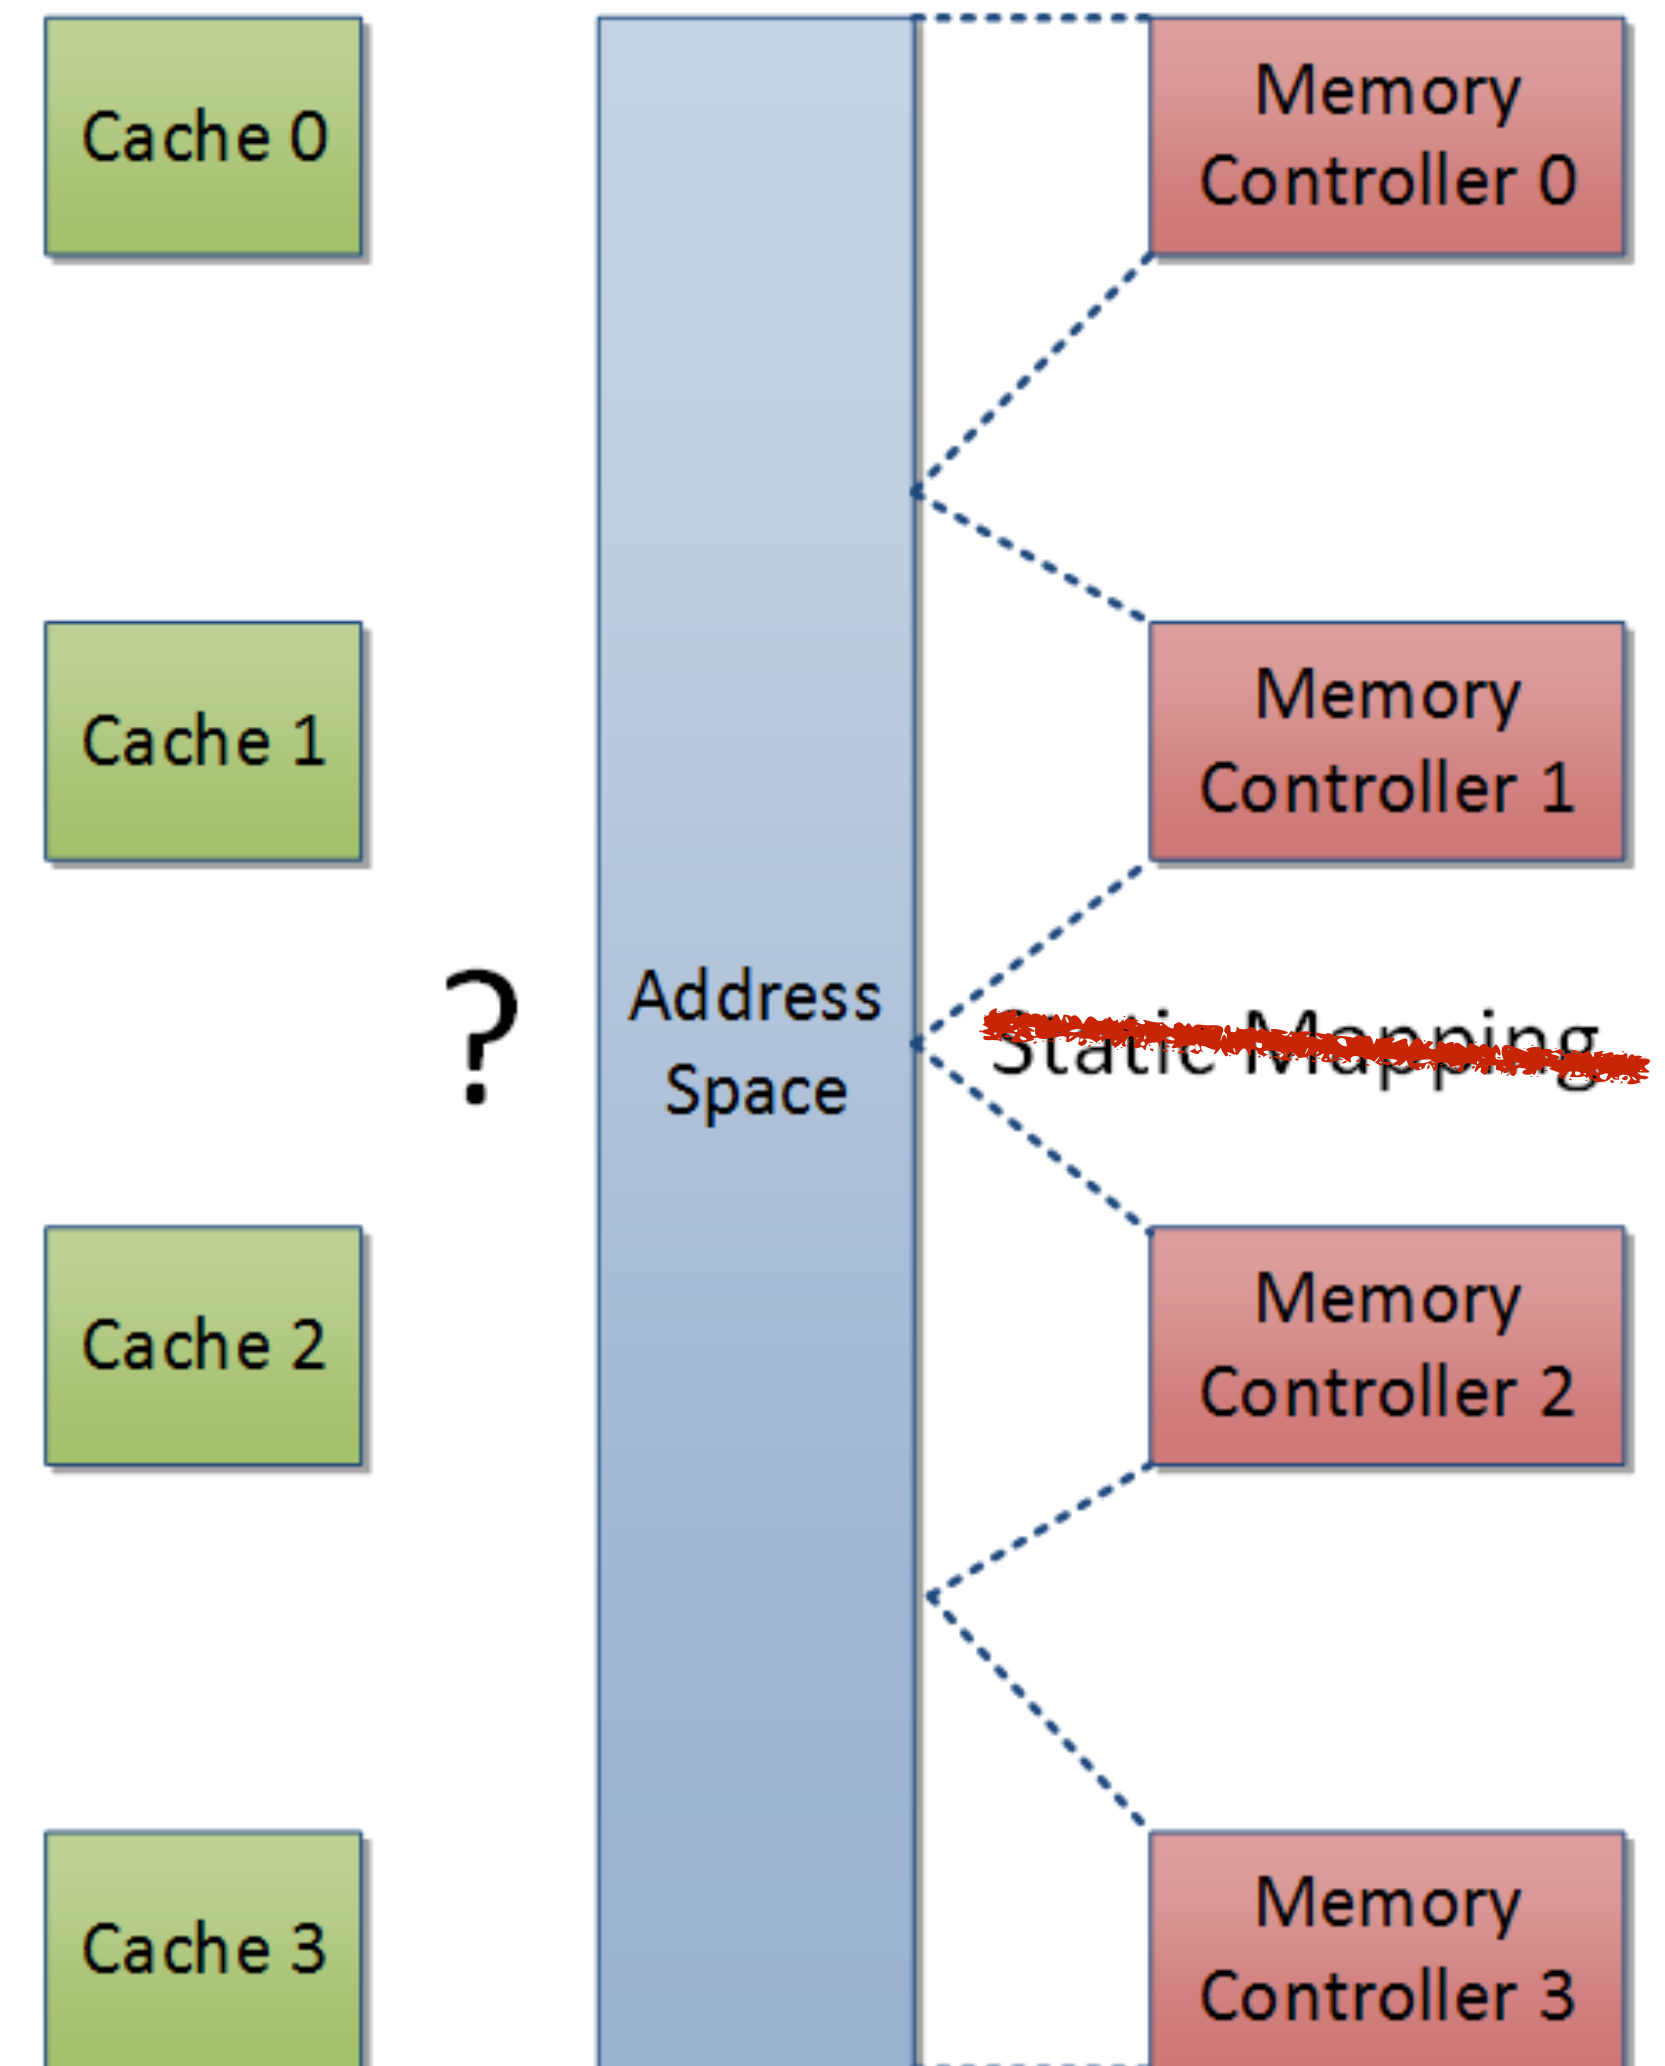 Cache 0
Memory
Controller 0
Cache 1
Memory
Controller 1
?
Address
Space
Static Mapping
Cache 2
Memory
Controller 2
Cache 3
Memory
Controller 3